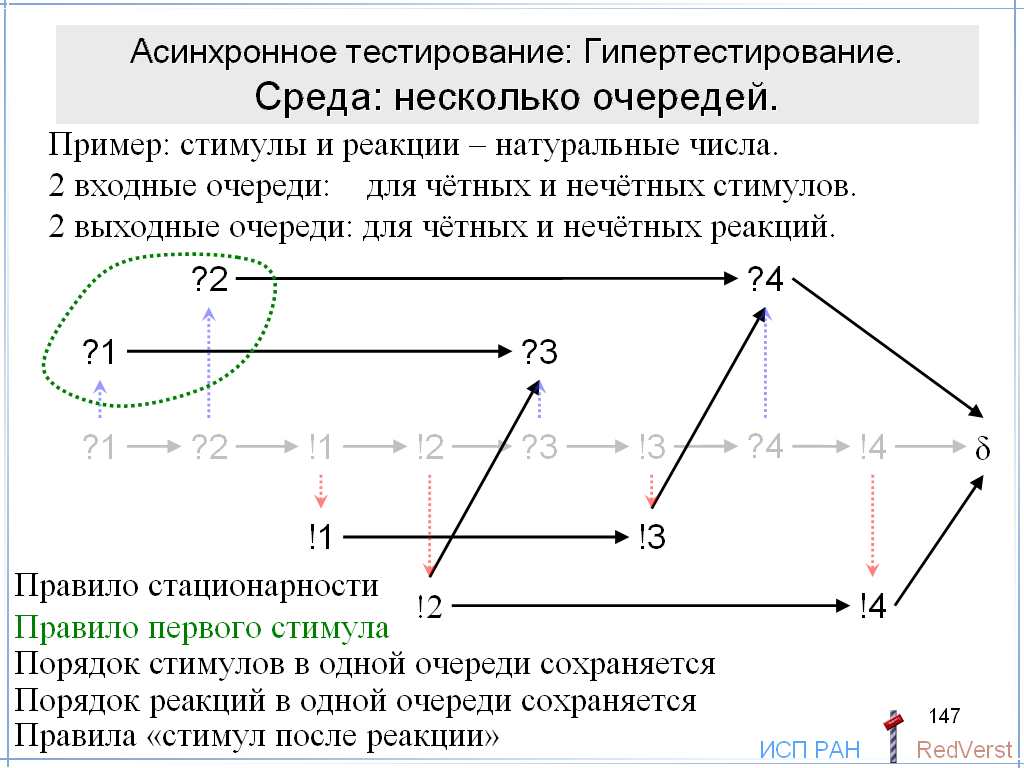 Асинхронное тестирование: Гипертестирование.
Среда: несколько очередей.
Пример: стимулы и реакции – натуральные числа.
2 входные очереди: для чётных и нечётных стимулов.
2 выходные очереди: для чётных и нечётных реакций.
?2 ?4
?1 ?3
?1 ?2 !1 !2 ?3 !3 ?4 !4 δ
!1 !3
Правило стационарности
!2 !4
Правило первого стимула
Порядок стимулов в одной очереди сохраняется
Порядок реакций в одной очереди сохраняется
Правила «стимул после реакции»
147
ИСП РАН RedVerst